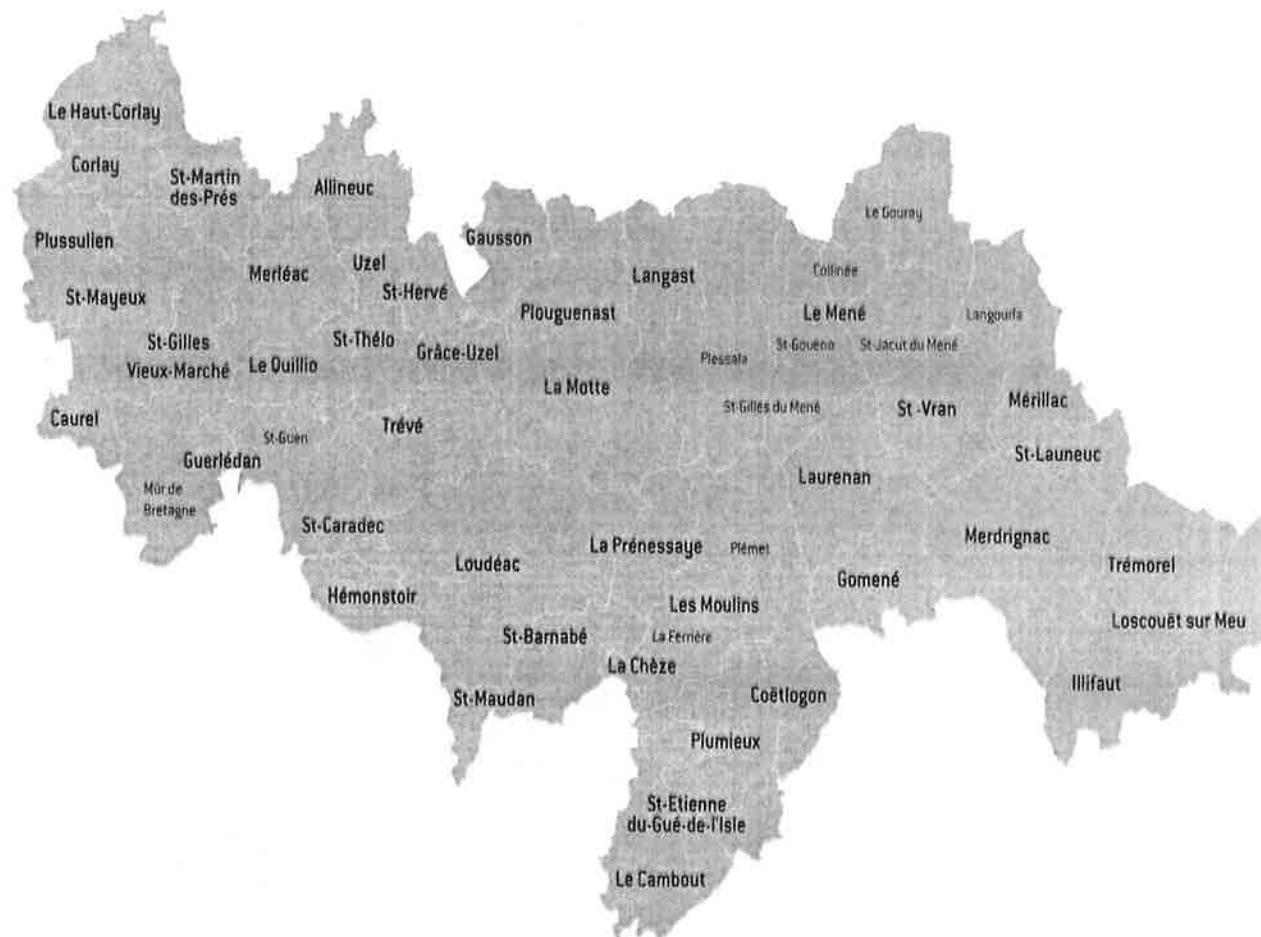 Le Haut-Corlay
Corlay
St-Martin
des-Prés
Allineuc
Le Gouray
Plussulien
Gausson
Merléac
Uzel
St-Hervé
Langast
Collinée
St-Mayeux
Plouguenast
Le Mené
Langourla
St-Gilles
Vieux-Marché
Le Quillio
St-Thélo
Grâce-Uzel
Plessala
St-Goueno
St-Jacut du Mené
La Motte
Caurel
St-Guen
Trévé
St-Gilles du Mené
St -Vran
Mérillac
Guerlédan
St-Launeuc
Mûr de
Bretagne
Laurenan
St-Caradec
Loudéac
La Prénessaye
Plémet
Merdrignac
Trémorel
Hémonstoir
Les Moulins
Gomené
Loscouët sur Meu
St-Barnabé
La Ferrière
La Chèze
St-Maudan
Coëtlogon
Illifaut
Plumieux
St-Etienne
du-Gué-de-l'Isle
Le Cambout